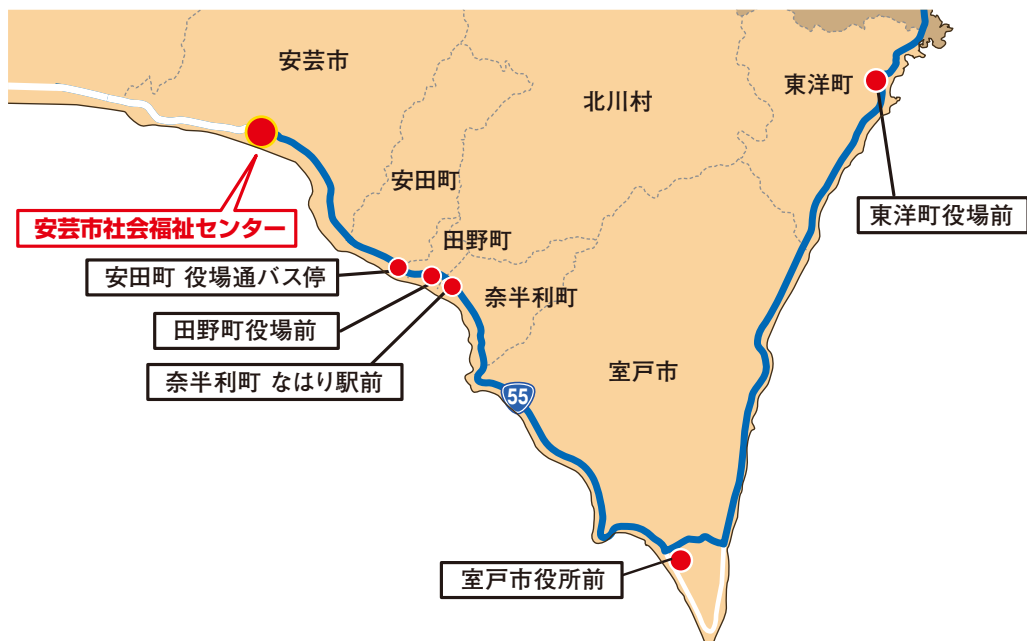 安芸市
北川村
東洋町
安田町
安芸市社会福祉センター
東洋町役場前
田野町
安田町 役場通バス停
奈半利町
田野町役場前
奈半利町 なはり駅前
室戸市
55
室戸市役所前